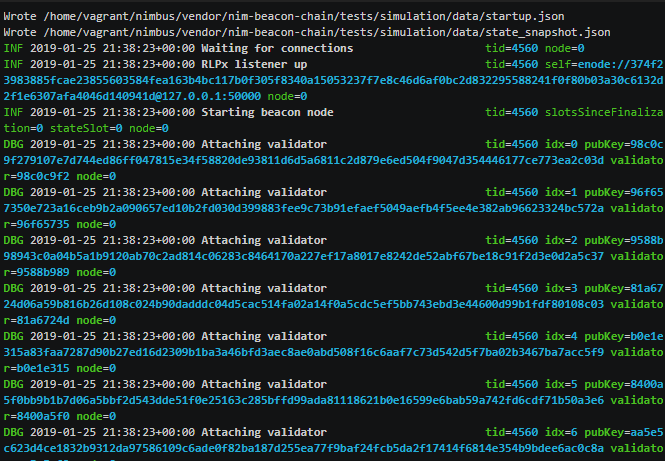 Wrote /home/vagrant/nimbus/vendor/nim-beacon-chain/tests/simulation/data/startup.json
Wrote /home/vagrant/nimbus/vendor/nim-beacon-chain/tests/simulation/data/state_snapshot.json
INF 2019-01-25 21:38:23+00:00 Waiting for connections tid=4560 node=0
INF 2019-01-25 21:38:23+00:00 RLPx listener up tid=4560 self=enode://374f2
3983885fcae23855603584fea163b4bc117b0f305f8340a15053237f7e8c46d6af0bc2d832295588241f0f80b03a30c6132d
2f1e6307afa4046d140941d@127.0.0.1:50000 node=0
INF 2019-01-25 21:38:23+00:00 Starting beacon node tid=4560 slotsSinceFinaliza
tion=0 stateSlot=0 node=0
DBG 2019-01-25 21:38:23+00:00 Attaching validator tid=4560 idx=0 pubKey=98c0c
9f279107e7d744ed86ff047815e34f58820de93811d6d5a6811c2d879e6ed504f9047d354446177ce773ea2c03d validato
r=98c0c9f2 node=0
DBG 2019-01-25 21:38:23+00:00 Attaching validator tid=4560 idx=1 pubKey=96f65
7350e723a16ceb9b2a090657ed10b2fd030d399883fee9c73b91efaef5049aefb4f5ee4e382ab96623324bc572a validato
r=96f65735 node=0
DBG 2019-01-25 21:38:23+00:00 Attaching validator tid=4560 idx=2 pubKey=9588b
98943c0a04b5a1b9120ab70c2ad814c06283c8464170a227ef17a8017e8242de52abf67be18c91f2d3e0d2a5c37 validato
r=9588b989 node=0
DBG 2019-01-25 21:38:23+00:00 Attaching validator tid=4560 idx=3 pubKey=81a67
24d06a59b816b26d108c024b90dadddc04d5cac514fa02a14f0a5cdc5ef5bb743ebd3e44600d99b1fdf80108c03 validato
r=81a6724d node=0
DBG 2019-01-25 21:38:23+00:00 Attaching validator tid=4560 idx=4 pubKey=b0e1e
315a83faa7287d90b27ed16d2309b1ba3a46bfd3aec8ae0abd508f16c6aaf7c73d542d5f7ba02b3467ba7acc5f9 validato
r=b0e1e315 node=0
DBG 2019-01-25 21:38:23+00:00 Attaching validator tid=4560 idx=5 pubKey=8400a
5f0bb9b1b7d06a5bbf2d543dde51f0e25163c285bffd99ada81118621b0e16599e6bab59a742fd6cdf71b50a3e6 validato
r=8400a5f0 node=0
DBG 2019-01-25 21:38:23+00:00 Attaching validator tid=4560 idx=6 pubKey=aa5e5
c623d4ce1832b9312da97586109c6ade0f82ba187d255ea77f9baf24fcb5da2f17414f6814e354b9bdee6ac0c8a validato